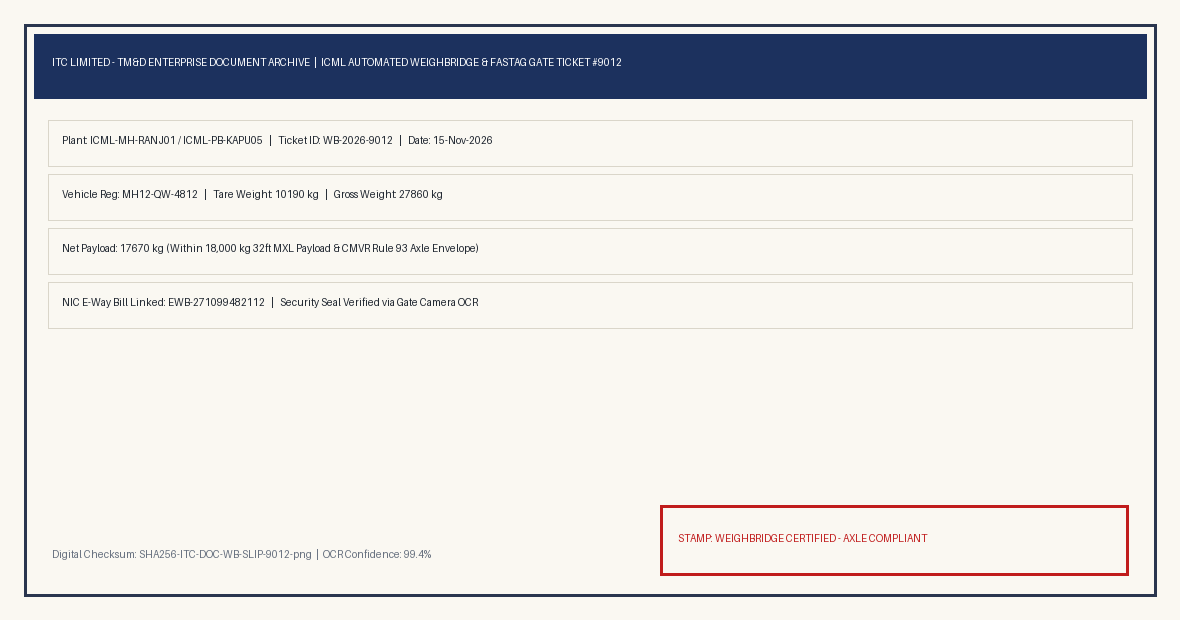 ITC LIMITED - TM&D ENTERPRISE DOCUMENT ARCHIVE | ICML AUTOMATED WEIGHBRIDGE & FASTAG GATE TICKET #9012
Plant: ICML-MH-RANJ01 / ICML-PB-KAPU05 | Ticket ID: WB-2026-9012 | Date: 15-Nov-2026
Vehicle Reg: MH12-QW-4812 | Tare Weight: 10190 kg | Gross Weight: 27860 kg
Net Payload: 17670 kg (Within 18,000 kg 32ft MXL Payload & CMVR Rule 93 Axle Envelope)
NIC E-Way Bill Linked: EWB-271099482112 | Security Seal Verified via Gate Camera OCR
STAMP: WEIGHBRIDGE CERTIFIED - AXLE COMPLIANT
Digital Checksum: SHA256-ITC-DOC-WB-SLIP-9012-png | OCR Confidence: 99.4%